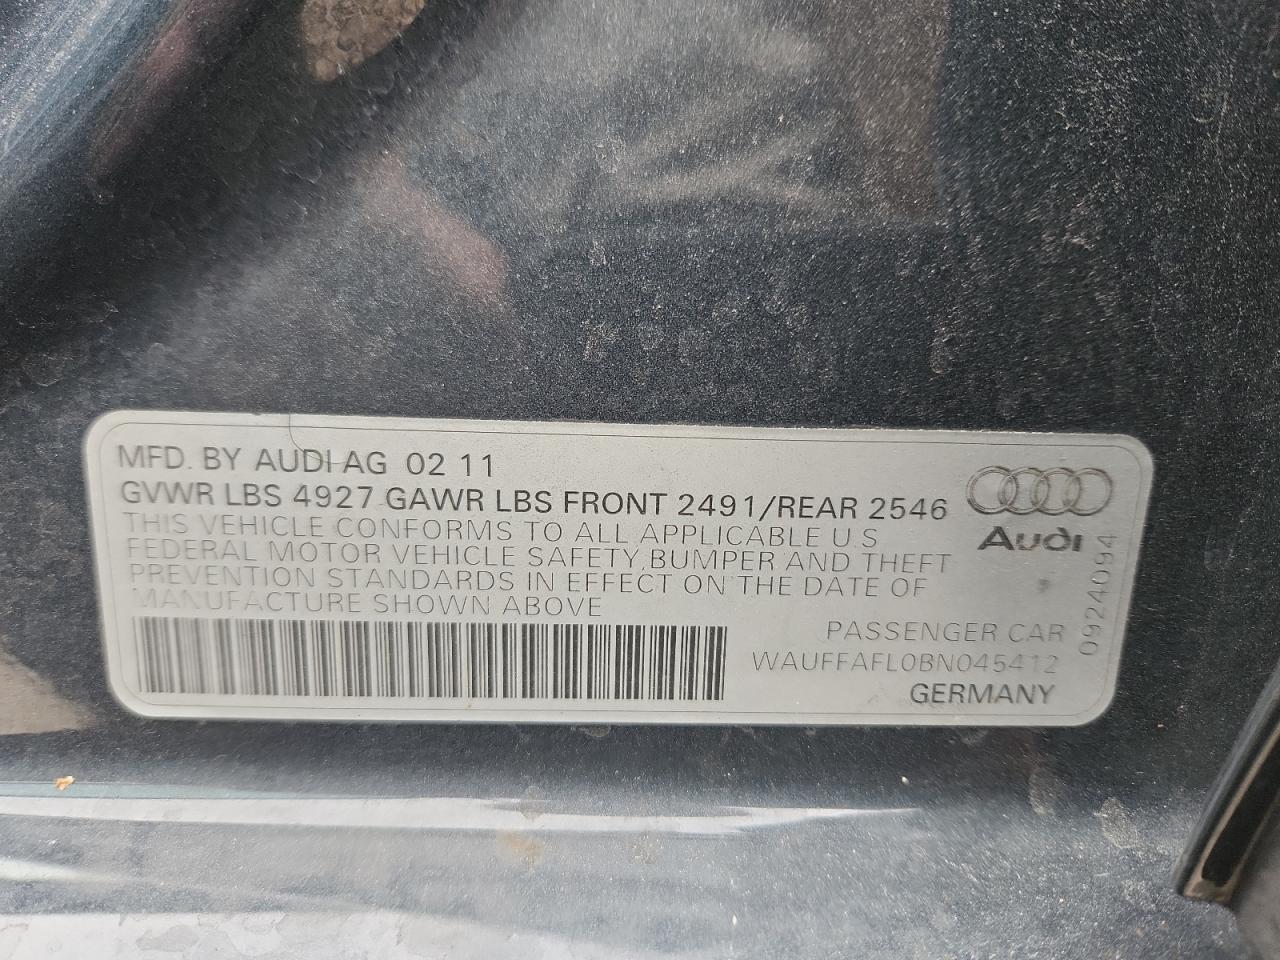 MFD. BY AUDI AG 02 11
GVWR LBS 4927 GAWR LBS FRONT 2491/REAR 2546
THIS VEHICLE CONFORMS TO ALL APPLICABLE U.S
FEDERAL MOTOR VEHICLE SAFETY, BUMPER AND THEFT
PREVENTION STANDARDS IN EFFECT ON THE DATE OF
MANUFACTURE SHOWN ABOVE
Audi
PASSENGER CAR
WAUFFAFL0BN045412
GERMANY
0924094